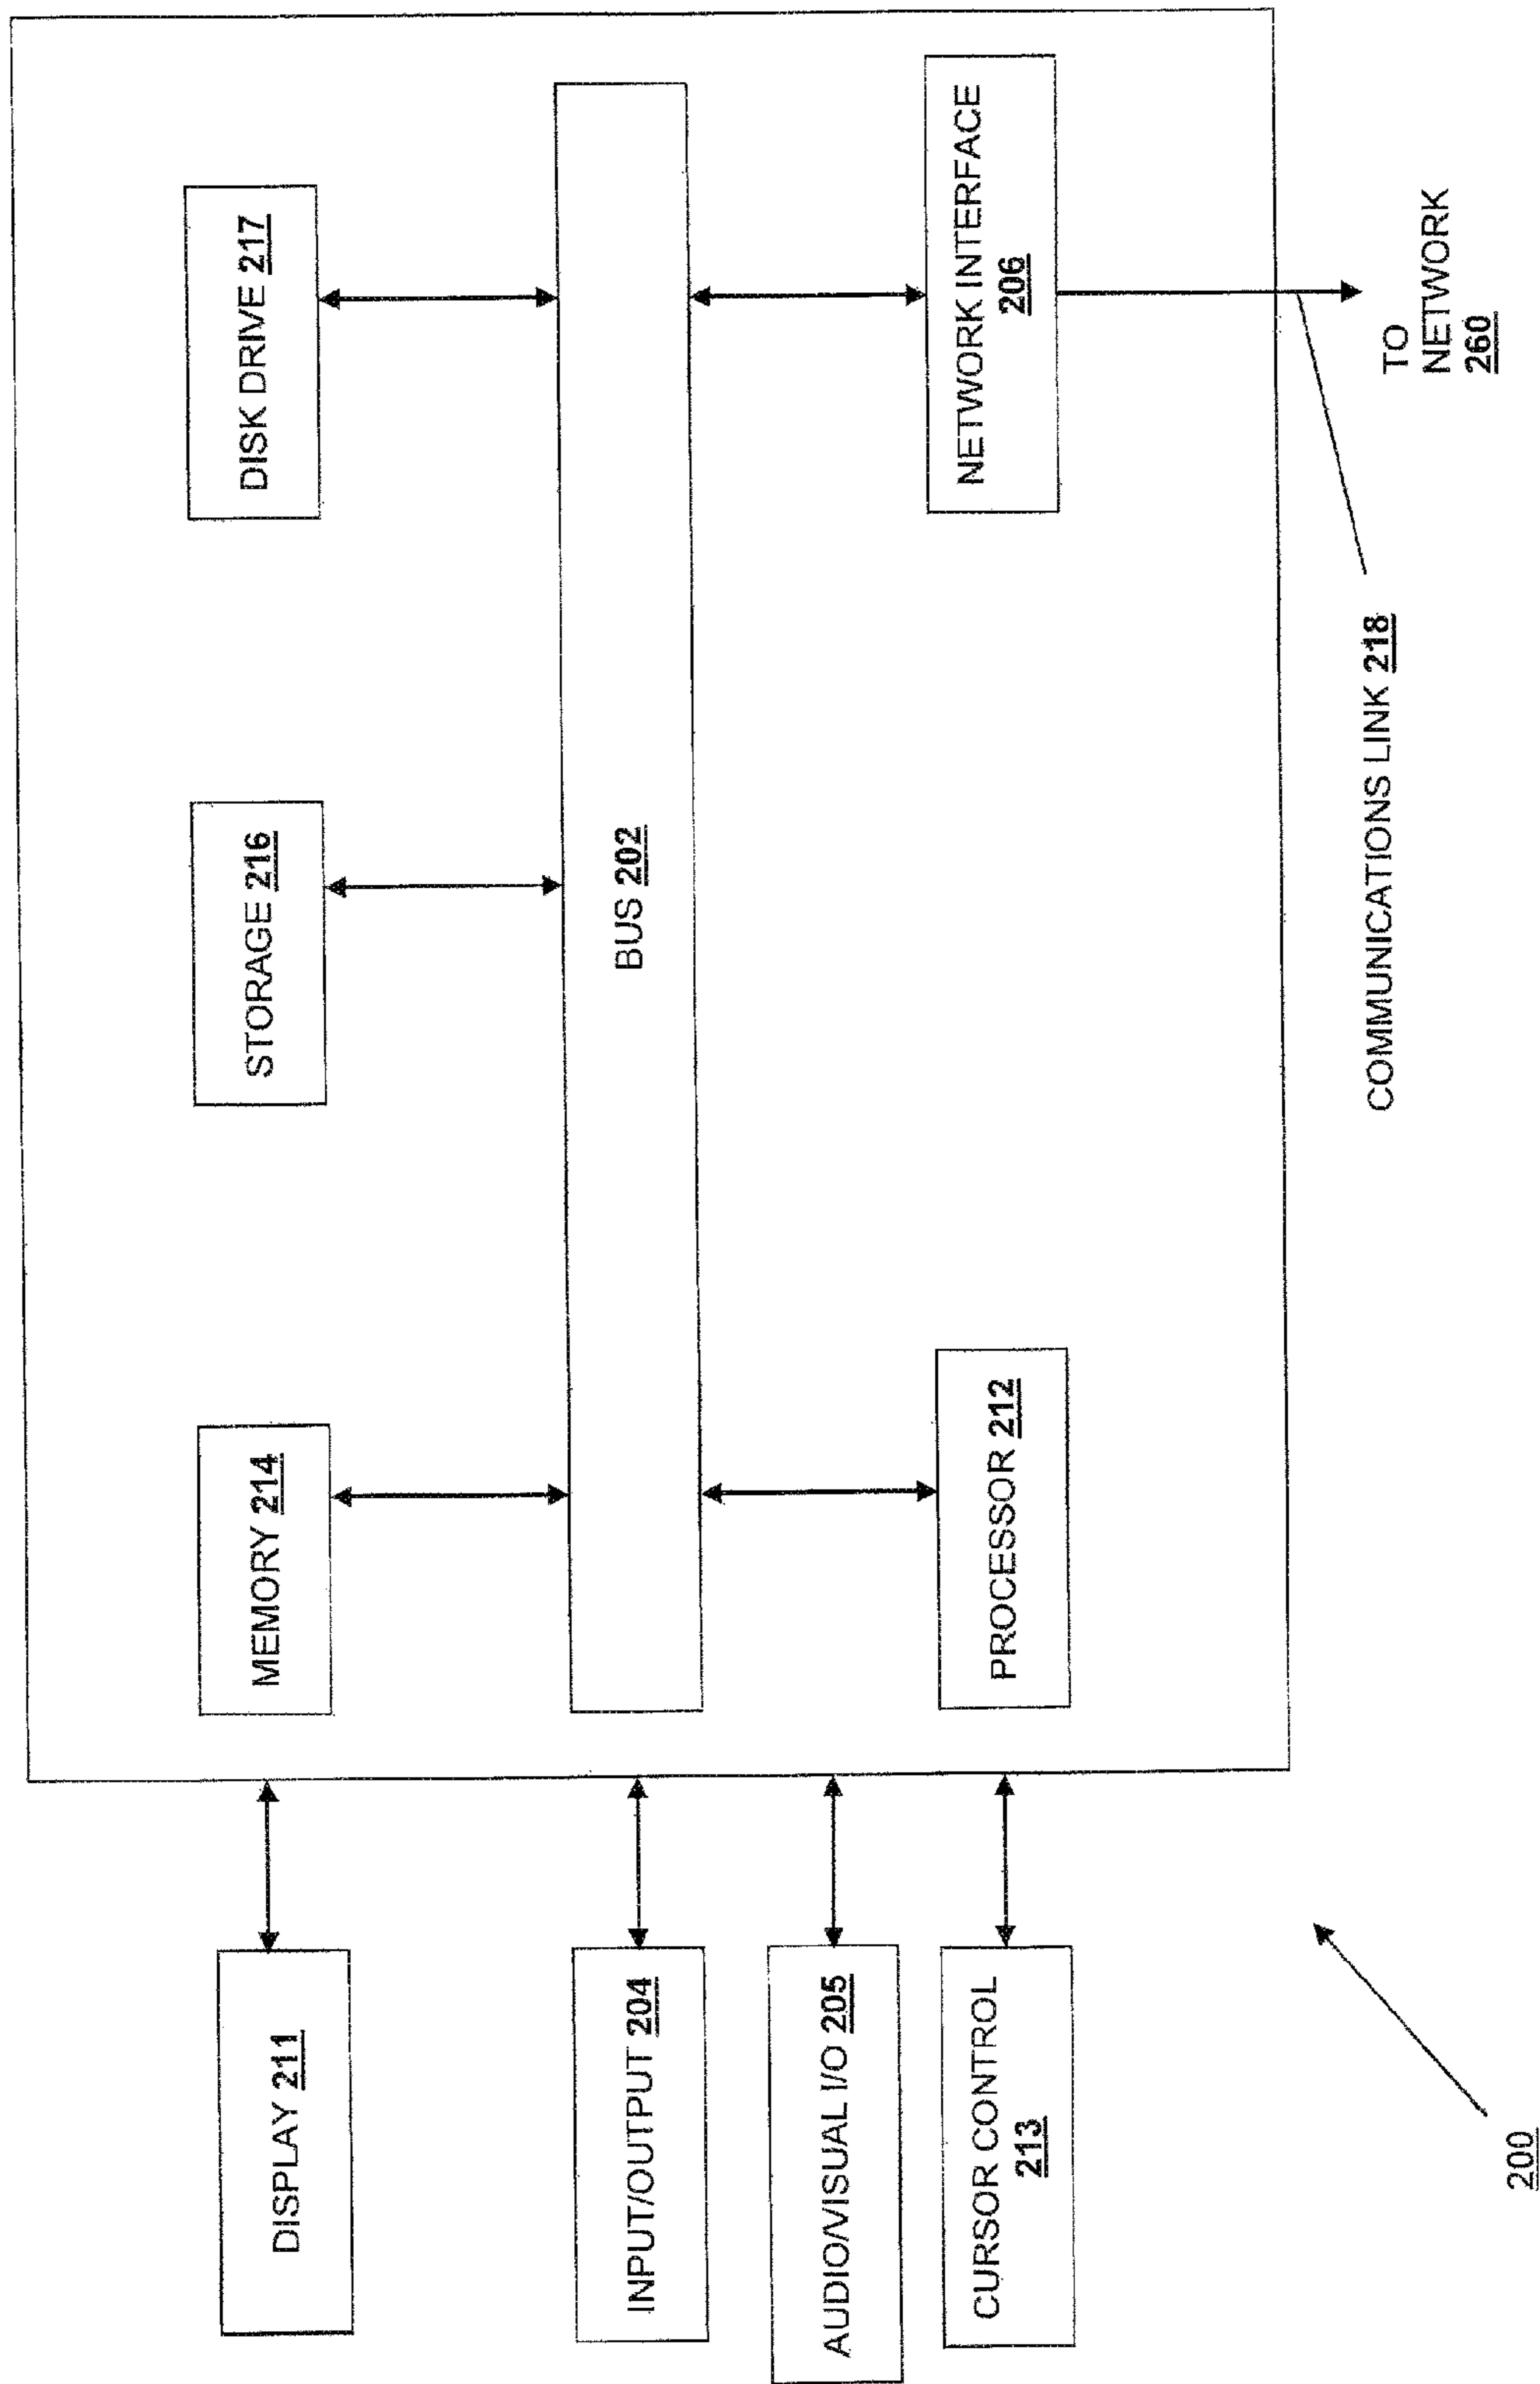 DISPLAY 211
INPUT/OUTPUT 204
AUDIO/VISUAL I/O 205
CURSOR CONTROL
213
200
MEMORY 214
STORAGE 216
DISK DRIVE 217
BUS 202
PROCESSOR 212
NETWORK INTERFACE
206
COMMUNICATIONS LINK 218
TO
NETWORK
260